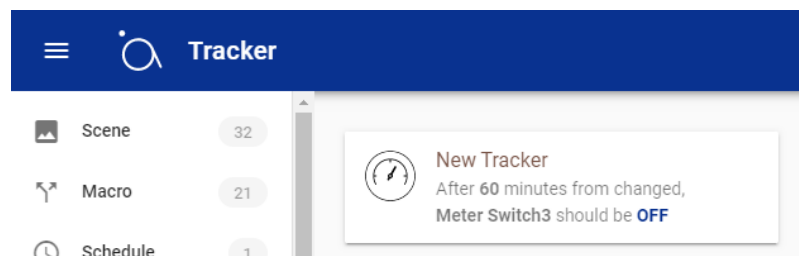 Tracker
Scene 32
Macro 21
Schedule 1
New Tracker
After 60 minutes from changed,
Meter Switch3 should be OFF